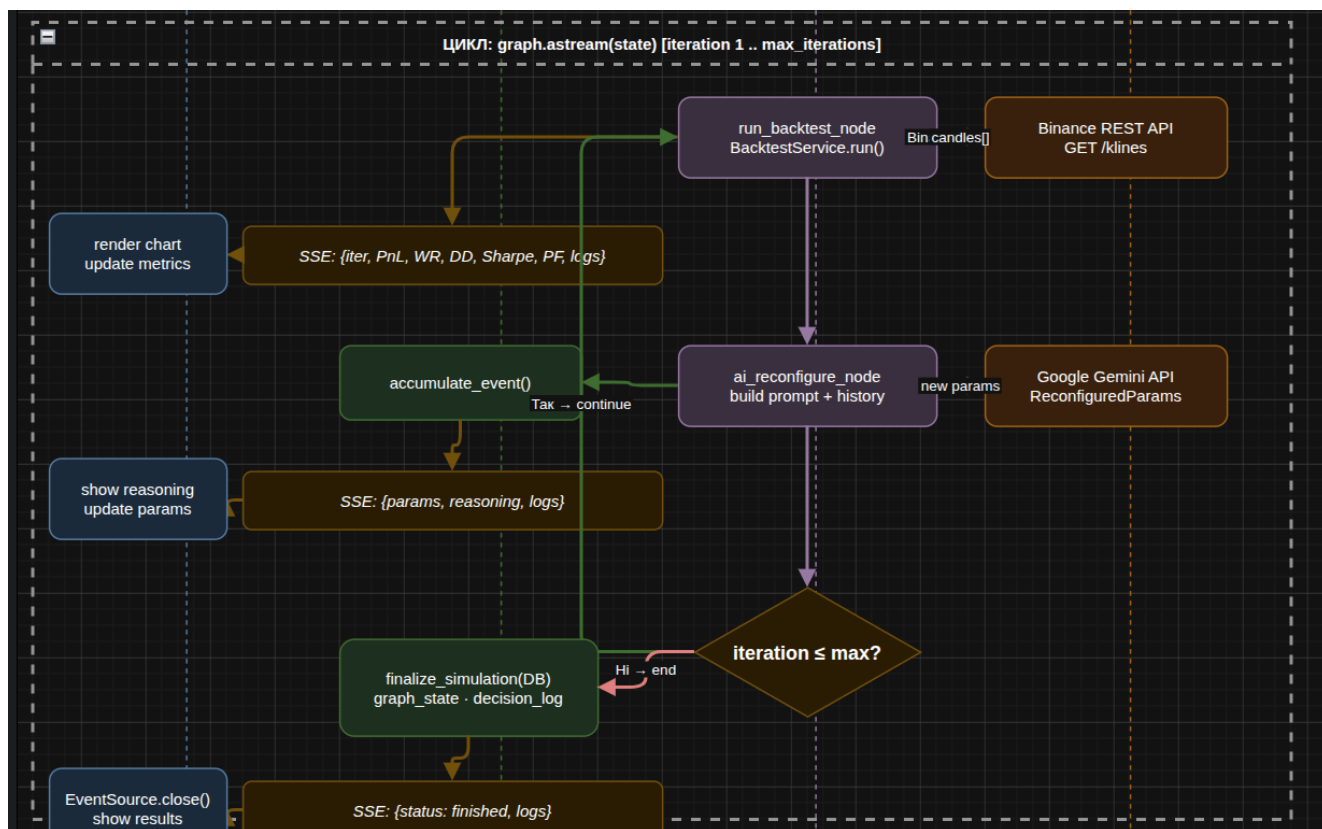 ЦИКЛ: graph.astream(state) [iteration 1 .. max_iterations]
run_backtest_node
BacktestService.run()
Bin
candles[]
Binance REST API
GET /klines
render chart
update metrics
SSE: {iter, PnL, WR, DD, Sharpe, PF, logs}
accumulate_event()
Так → continue
ai_reconfigure_node
build prompt + history
new params
Google Gemini API
ReconfiguredParams
show reasoning
update params
SSE: {params, reasoning, logs}
iteration ≤ max?
Ні → end
finalize_simulation(DB)
graph_state · decision_log
EventSource.close()
show results
SSE: {status: finished, logs}